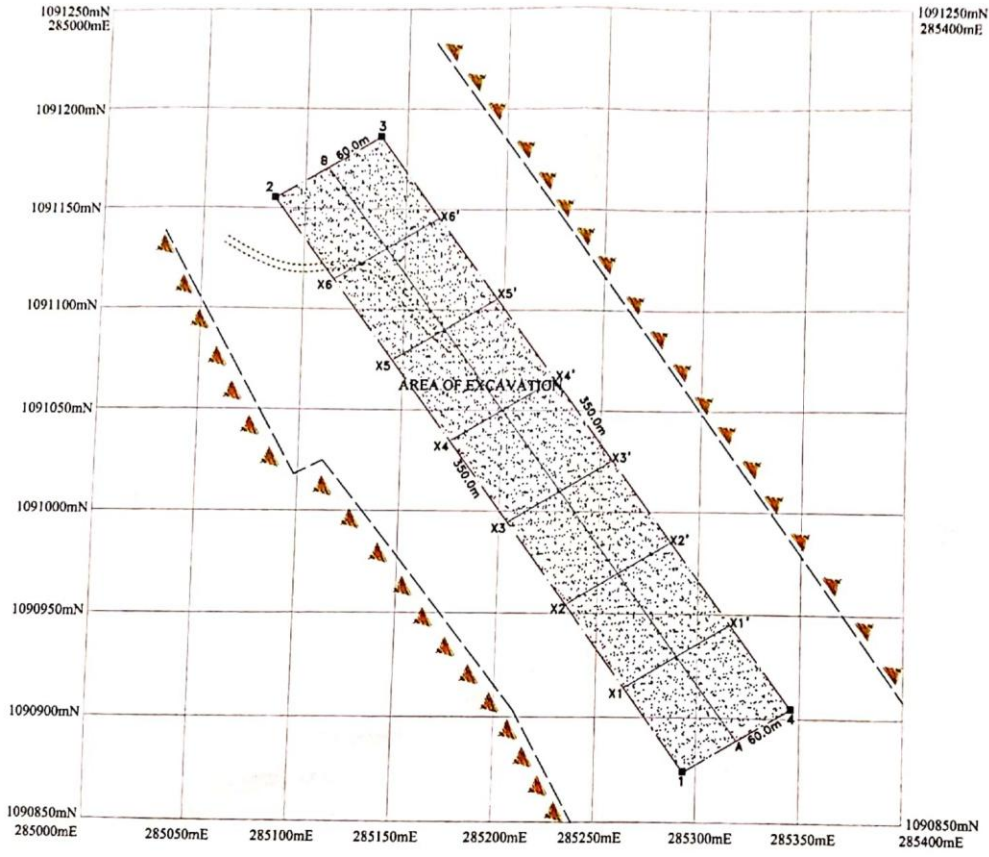 1091250mN
285000mE
1091250mN
285400mE
1091200mN
3
B 60.0m
2
1091150mN
X6'
X6
1091100mN
X5'
X5
AREA OF EXCAVATION
X4'
1091050mN
350.0m
X4
350.0m
X3'
1091000mN
X3
X2'
1090950mN
X2
X1'
X1
1090900mN
4
A 60.0m
1
1090850mN
285000mE
285050mE
285100mE
285150mE
285200mE
285250mE
285300mE
285350mE
1090850mN
285400mE